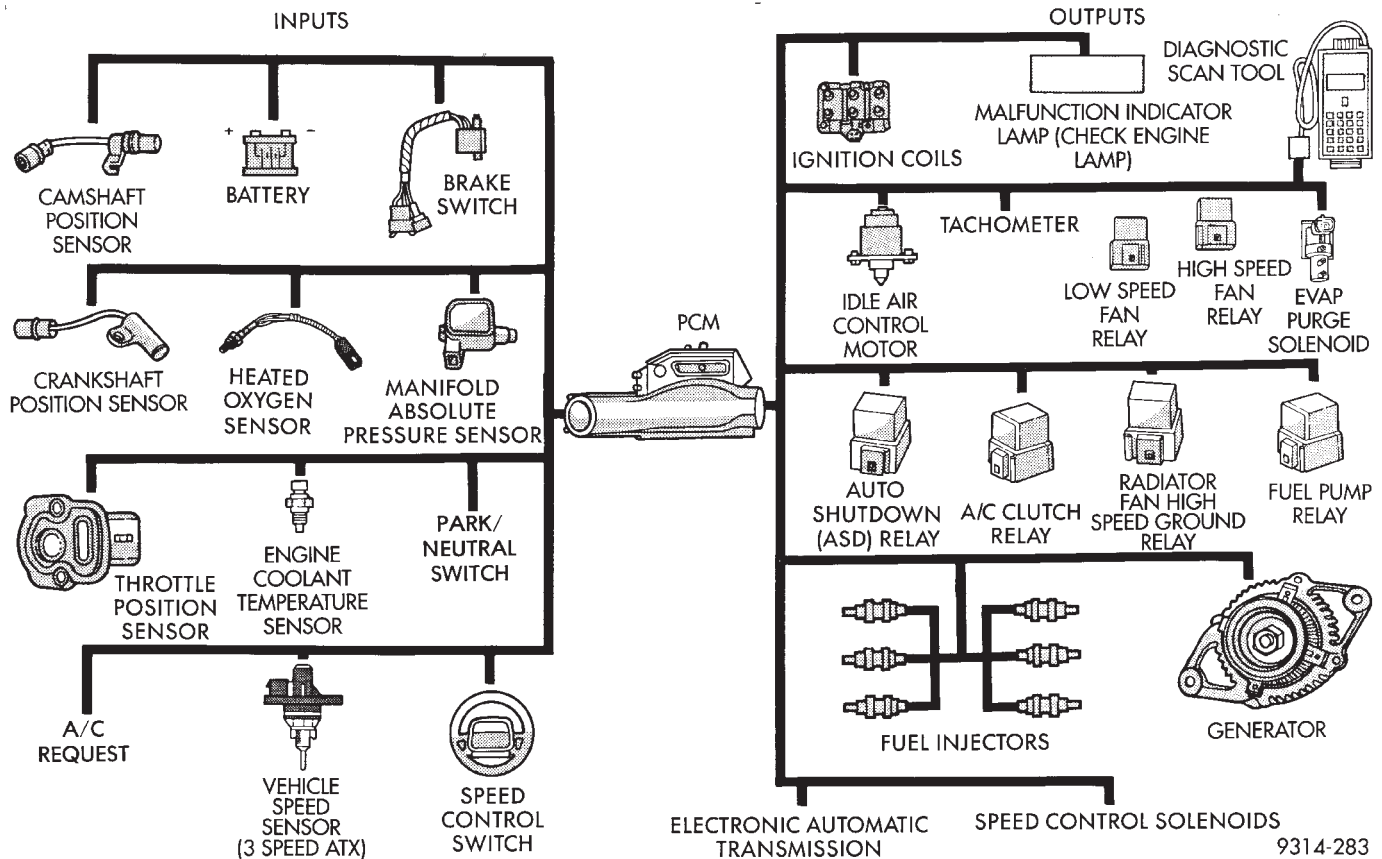 INPUTS
CAMSHAFT
POSITION
SENSOR
+ −
BATTERY
BRAKE
SWITCH
CRANKSHAFT
POSITION SENSOR
HEATED
OXYGEN
SENSOR
MANIFOLD
ABSOLUTE
PRESSURE SENSOR
THROTTLE
POSITION
SENSOR
ENGINE
COOLANT
TEMPERATURE
SENSOR
PARK/
NEUTRAL
SWITCH
A/C
REQUEST
VEHICLE
SPEED
SENSOR
(3 SPEED ATX)
SPEED
CONTROL
SWITCH
PCM
OUTPUTS
IGNITION COILS
MALFUNCTION INDICATOR
LAMP (CHECK ENGINE
LAMP)
DIAGNOSTIC
SCAN TOOL
IDLE AIR
CONTROL
MOTOR
TACHOMETER
LOW SPEED
FAN
RELAY
HIGH SPEED
FAN
RELAY
EVAP
PURGE
SOLENOID
AUTO
SHUTDOWN
(ASD) RELAY
A/C CLUTCH
RELAY
RADIATOR
FAN HIGH
SPEED GROUND
RELAY
FUEL PUMP
RELAY
FUEL INJECTORS
GENERATOR
ELECTRONIC AUTOMATIC
TRANSMISSION
SPEED CONTROL SOLENOIDS
9314-283